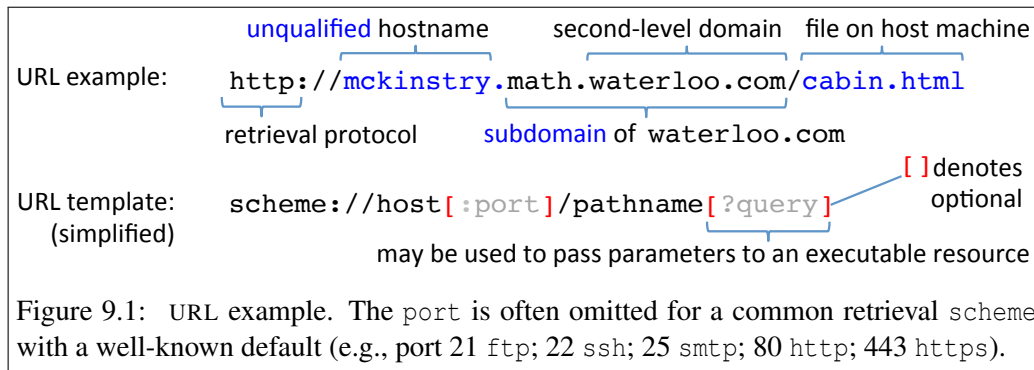 unqualified hostname second-level domain file on host machine
URL example: http://mckinstry.math.waterloo.com/cabin.html
retrieval protocol subdomain of waterloo.com
[ ] denotes
optional
URL template: scheme://host[:port]/pathname[?query]
(simplified)
may be used to pass parameters to an executable resource
Figure 9.1: URL example. The port is often omitted for a common retrieval scheme
with a well-known default (e.g., port 21 ftp; 22 ssh; 25 smtp; 80 http; 443 https).